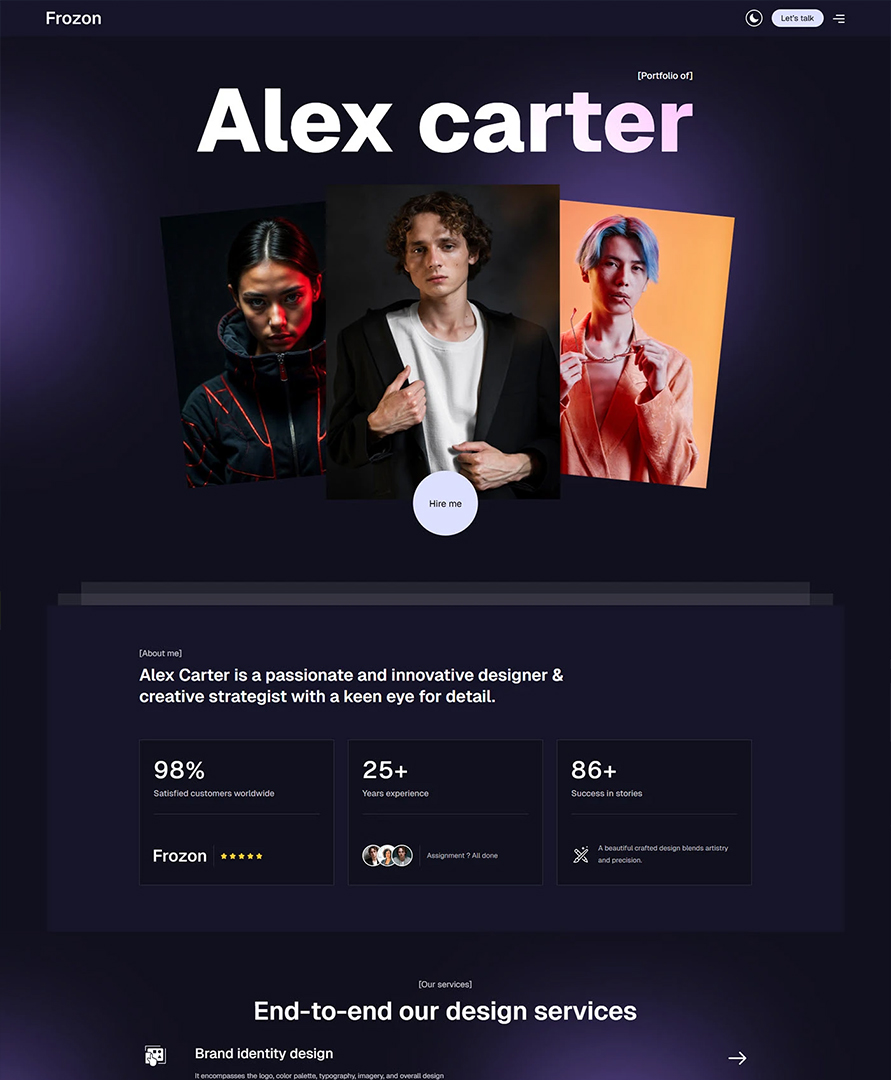 Frozon
Let's talk
[Portfolio of]
Alex carter
Hire me
[About me]
Alex Carter is a passionate and innovative designer &
creative strategist with a keen eye for detail.
98%
Satisfied customers worldwide
Frozon
25+
Years experience
Assignment ? All done
86+
Success in stories
A beautiful crafted design blends artistry
and precision.
[Our services]
End-to-end our design services
Brand identity design
It encompasses the logo, color palette, typography, imagery, and overall design